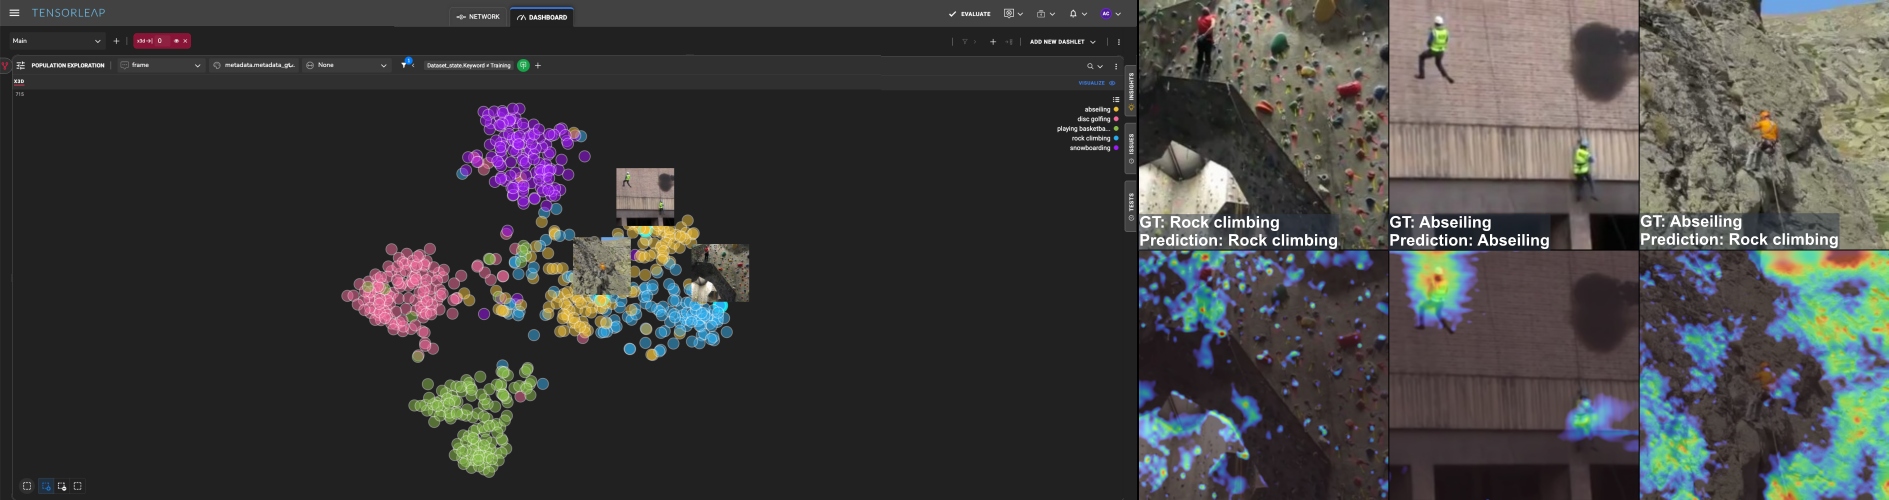 TENSORLEAP
NETWORK
DASHBOARD
EVALUATE
AC
Main
x3d-s( 0
ADD NEW DASHLET
POPULATION EXPLORATION
frame
metadata.metadata_gt...
None
1
Dataset_state.Keyword ≠ Training
X3D
VISUALIZE
715
abseiling
disc golfing
playing basketba...
rock climbing
snowboarding
INSIGHTS
ISSUES
TESTS
GT: Rock climbing
Prediction: Rock climbing
GT: Abseiling
Prediction: Abseiling
GT: Abseiling
Prediction: Rock climbing